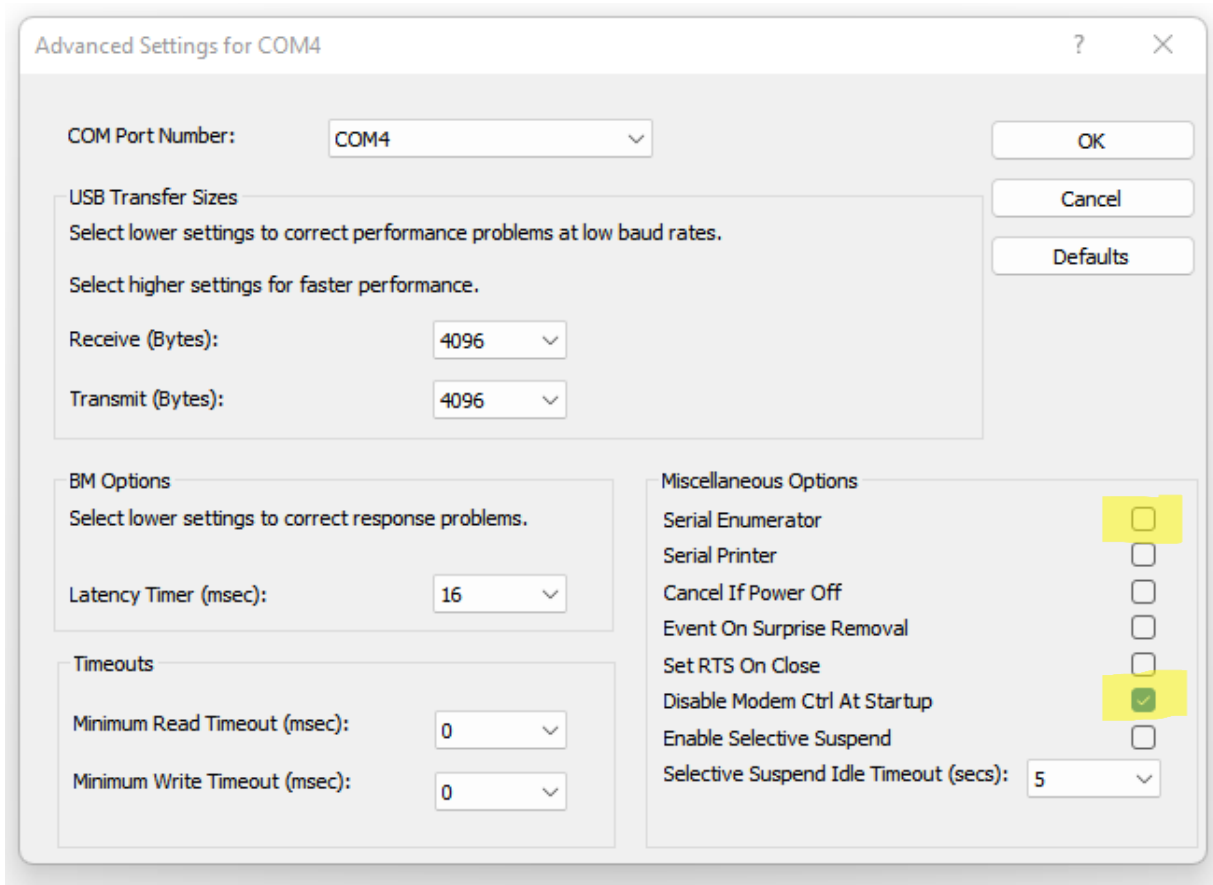 Advanced Settings for COM4
?
COM Port Number:
COM4
OK
Cancel
Defaults
USB Transfer Sizes
Select lower settings to correct performance problems at low baud rates.
Select higher settings for faster performance.
Receive (Bytes):
4096
Transmit (Bytes):
4096
BM Options
Select lower settings to correct response problems.
Latency Timer (msec):
16
Timeouts
Minimum Read Timeout (msec):
0
Minimum Write Timeout (msec):
0
Miscellaneous Options
Serial Enumerator
Serial Printer
Cancel If Power Off
Event On Surprise Removal
Set RTS On Close
Disable Modem Ctrl At Startup
Enable Selective Suspend
Selective Suspend Idle Timeout (secs):
5